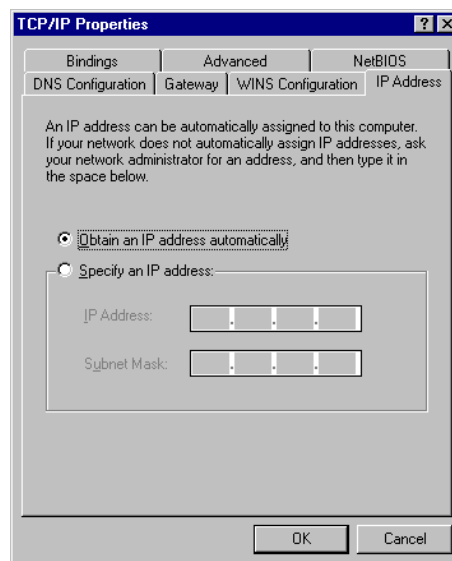 TCP/IP Properties
Bindings Advanced NetBIOS
DNS Configuration Gateway WINS Configuration IP Address
An IP address can be automatically assigned to this computer.
If your network does not automatically assign IP addresses, ask
your network administrator for an address, and then type it in
the space below.
Obtain an IP address automatically
Specify an IP address:
IP Address:
Subnet Mask:
OK Cancel